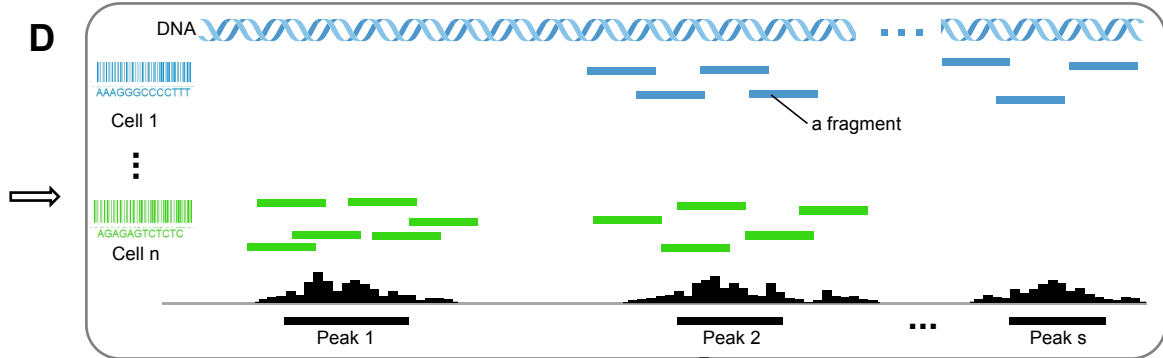 D
DNA
AAAGGGCCCCTTT
Cell 1
a fragment
AGAGAGTCTCTC
Cell n
Peak 1
Peak 2
Peak s